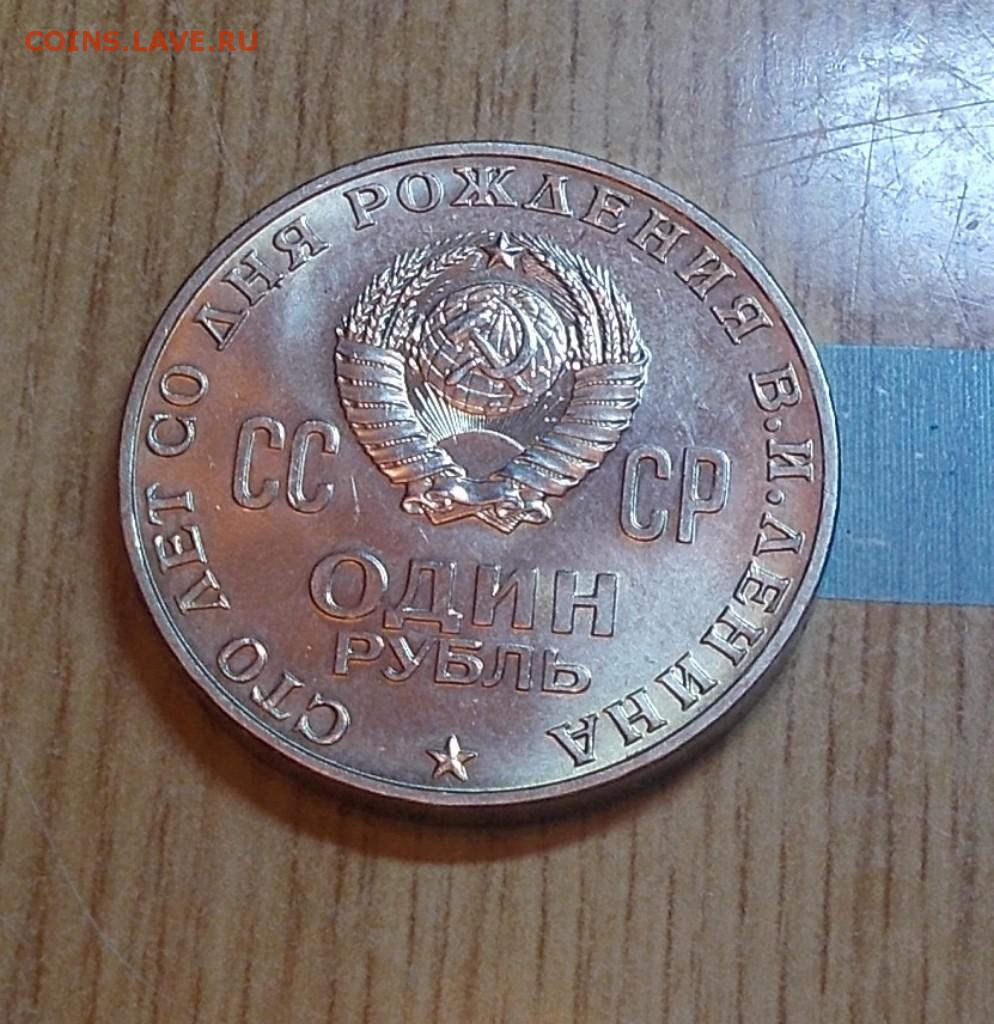 COINS.LAVE.RU
СТО ЛЕТ СО ДНЯ РОЖДЕНИЯ В.И.ЛЕНИНА
СС СР
ОДИН
РУБЛЬ